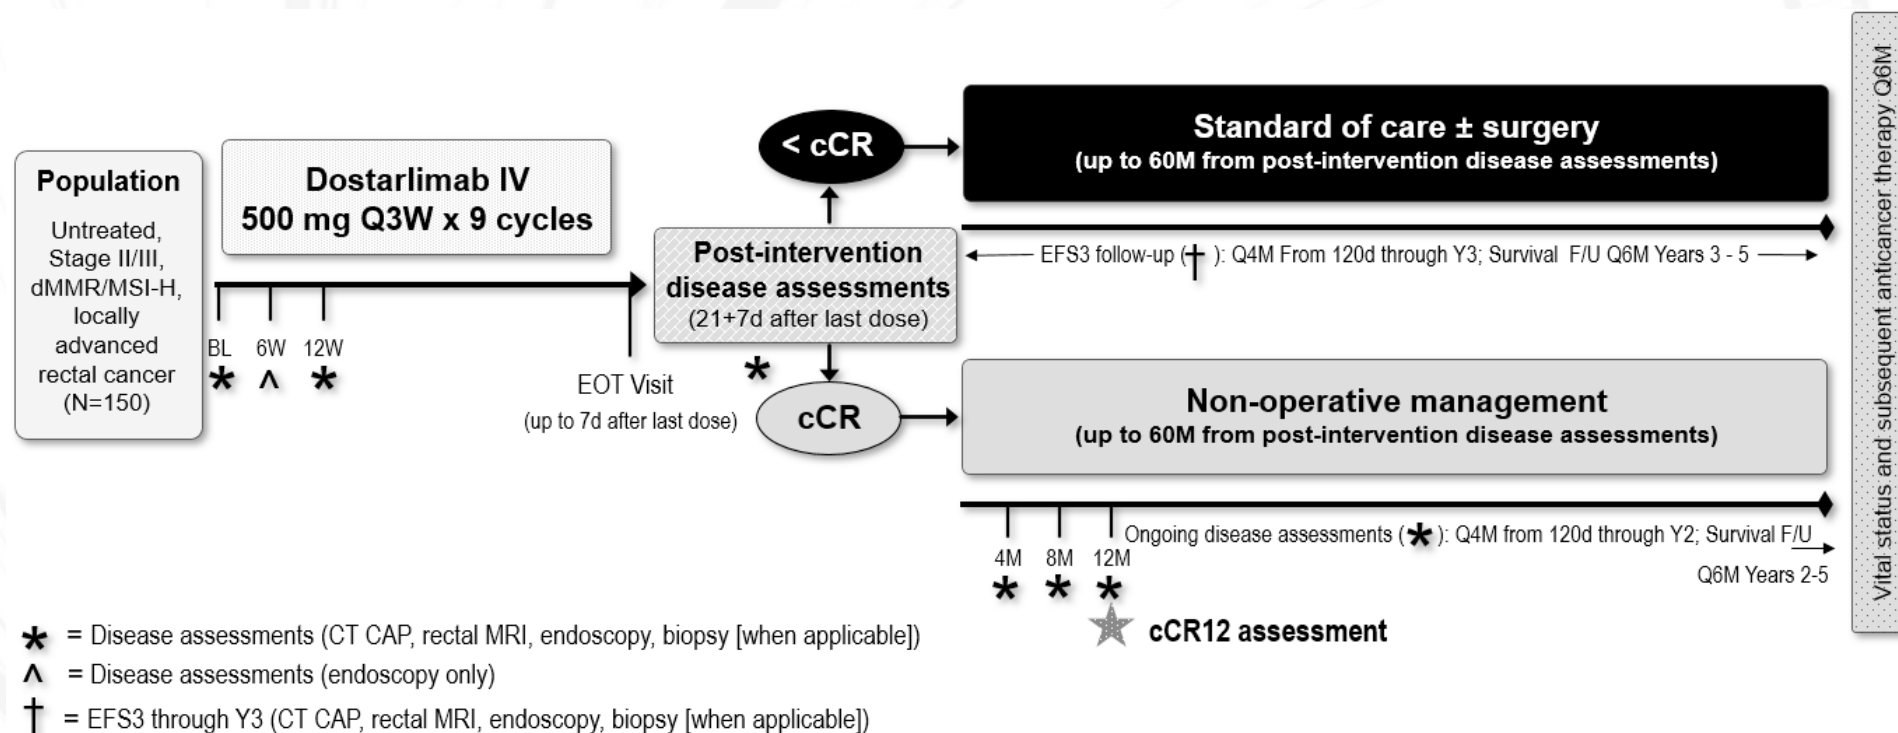 Population
Untreated,
Stage II/III,
dMMR/MSI-H,
locally
advanced
rectal cancer
(N=150)
Dostarlimab IV
500 mg Q3W x 9 cycles
BL 6W 12W
* ^ *
EOT Visit
(up to 7d after last dose)
Post-intervention
disease assessments
(21+7d after last dose)
*
< cCR
cCR
Standard of care ± surgery
(up to 60M from post-intervention disease assessments)
EFS3 follow-up († ): Q4M From 120d through Y3; Survival F/U Q6M Years 3 - 5
Non-operative management
(up to 60M from post-intervention disease assessments)
Ongoing disease assessments (* ): Q4M from 120d through Y2; Survival F/U
Q6M Years 2-5
4M 8M 12M
* * *
cCR12 assessment
Vital status and subsequent anticancer therapy Q6M
* = Disease assessments (CT CAP, rectal MRI, endoscopy, biopsy [when applicable])
^ = Disease assessments (endoscopy only)
† = EFS3 through Y3 (CT CAP, rectal MRI, endoscopy, biopsy [when applicable])